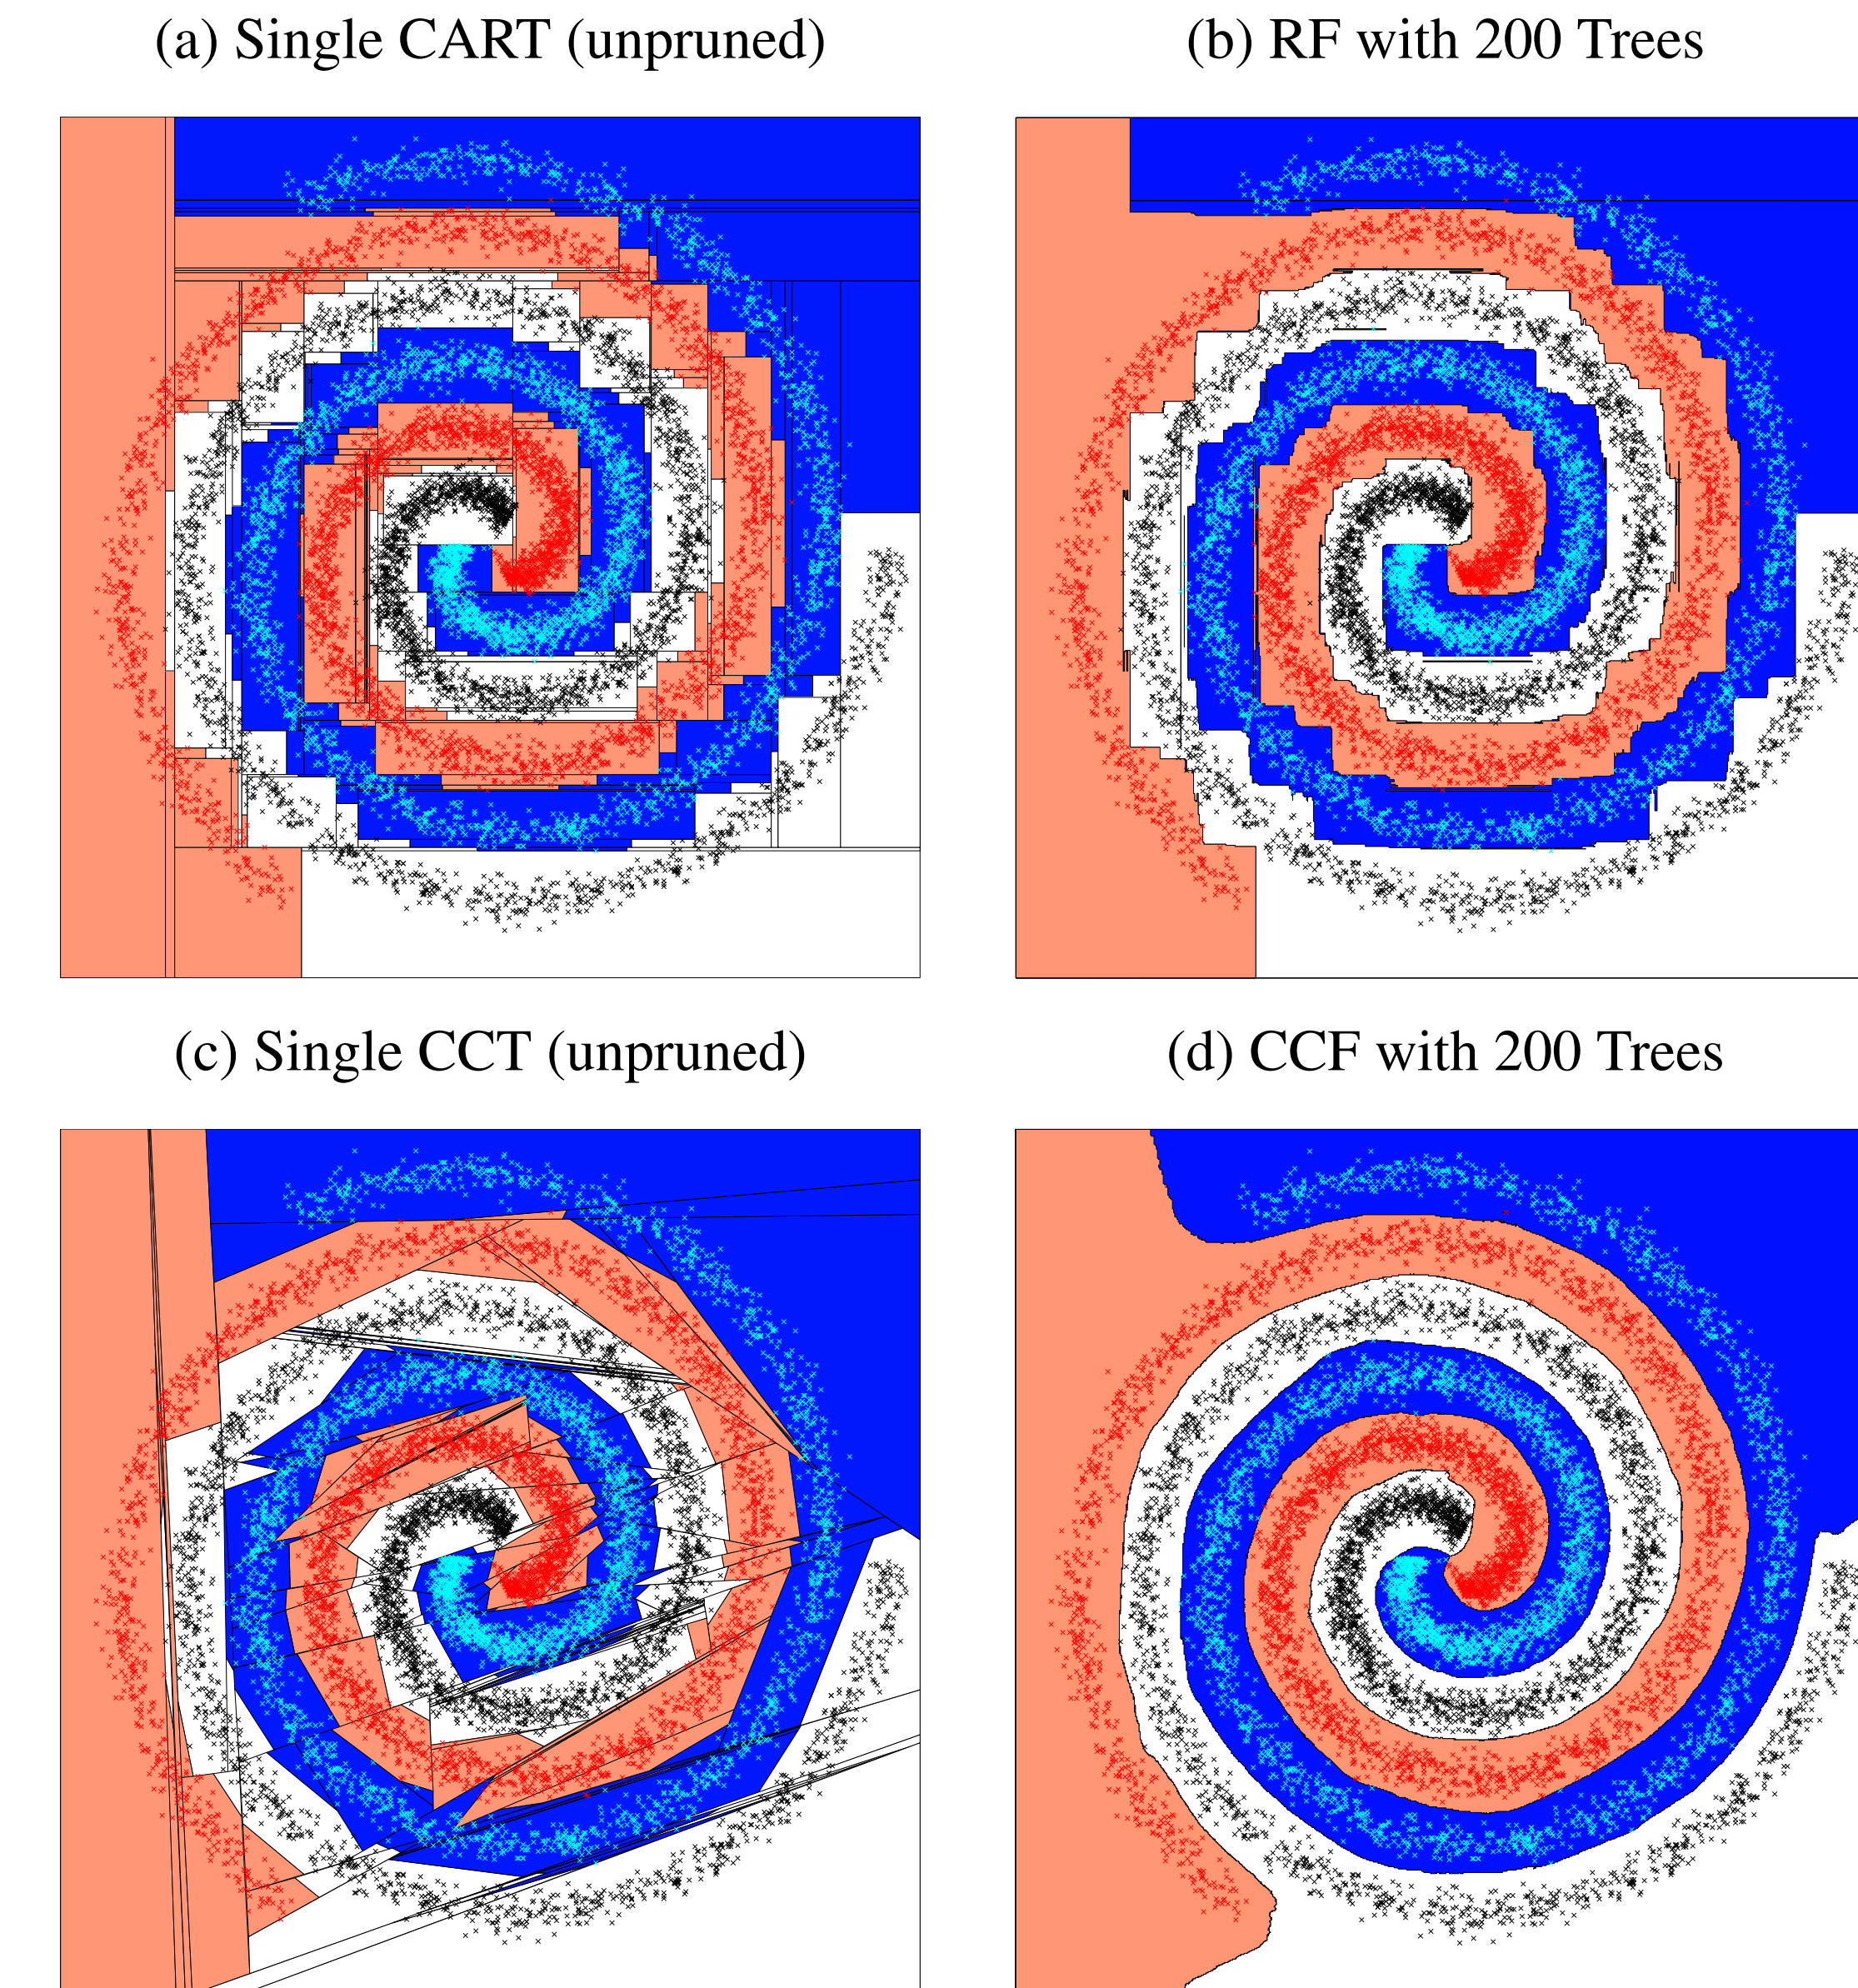 (a) Single CART (unpruned)
(b) RF with 200 Trees
(c) Single CCT (unpruned)
(d) CCF with 200 Trees